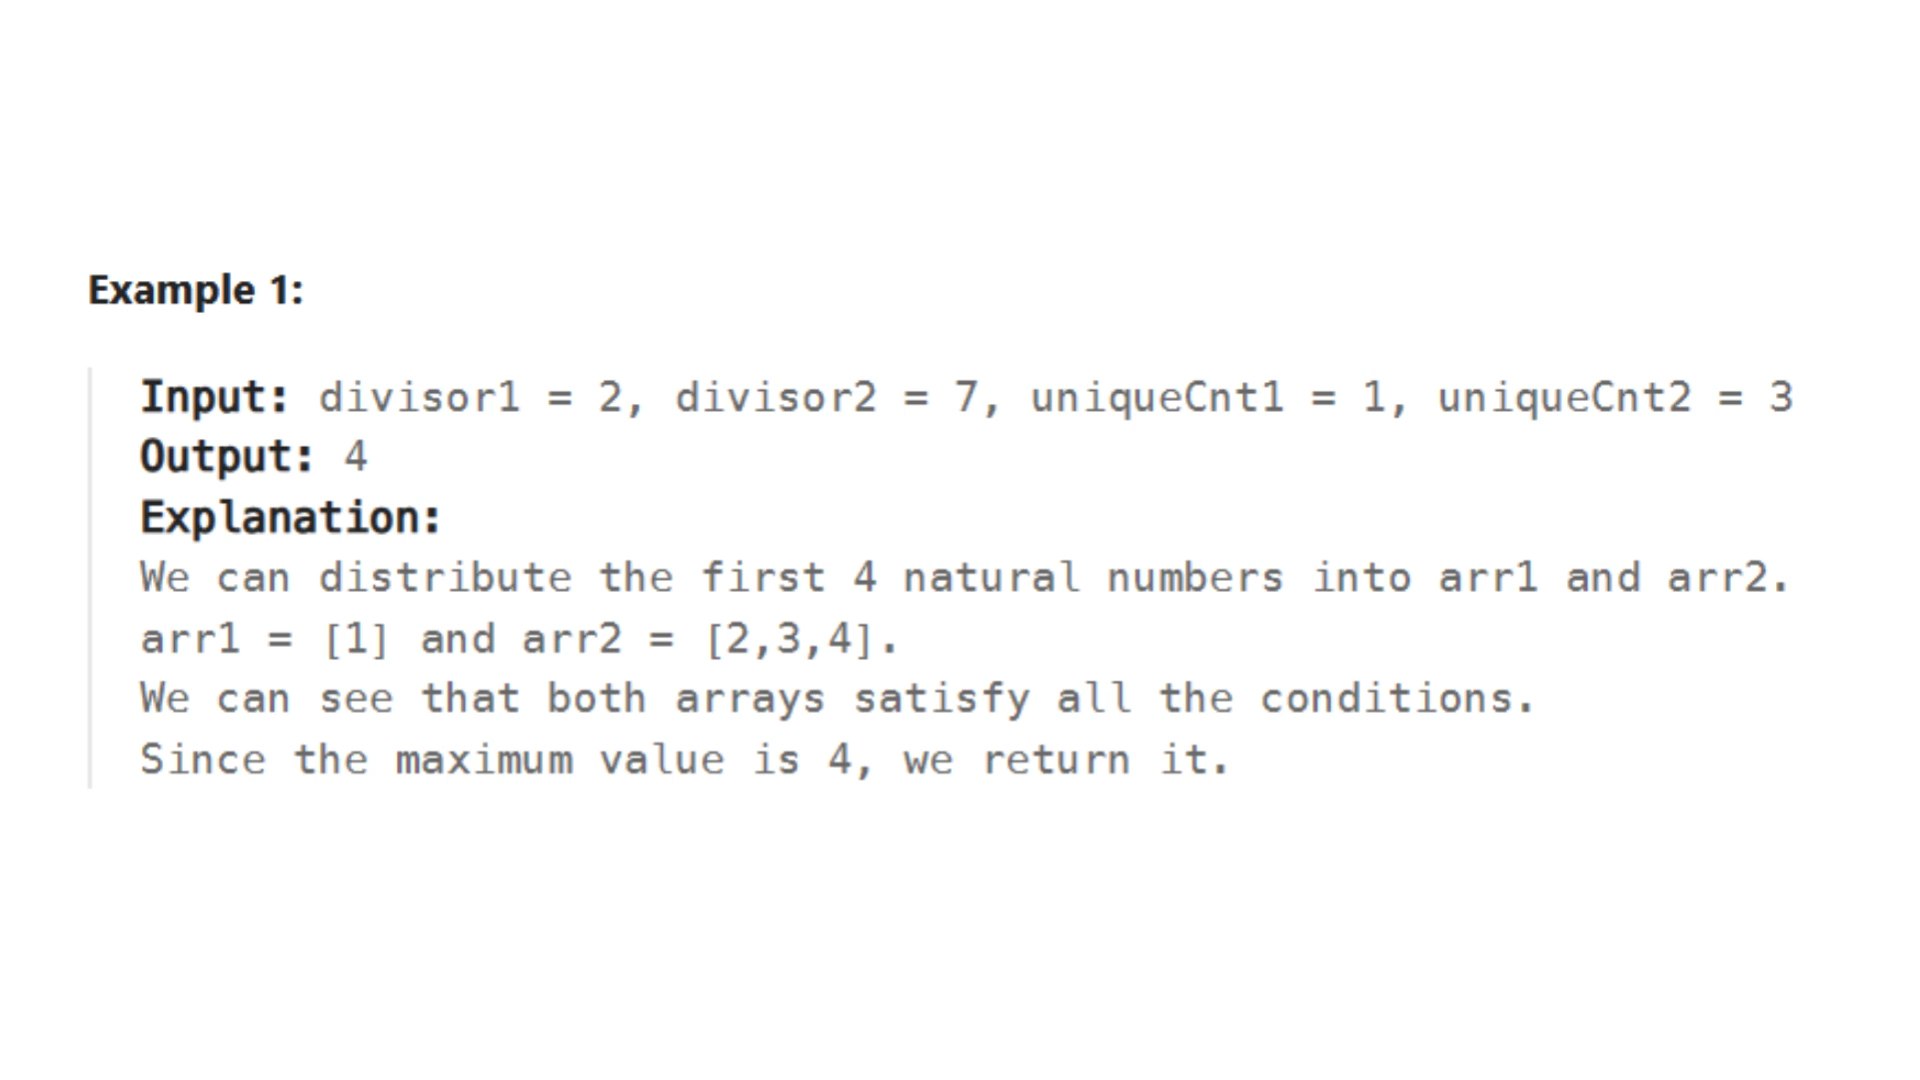 Example 1:
Input: divisor1 = 2, divisor2 = 7, uniqueCnt1 = 1, uniqueCnt2 = 3
Output: 4
Explanation:
We can distribute the first 4 natural numbers into arr1 and arr2.
arr1 = [1] and arr2 = [2,3,4].
We can see that both arrays satisfy all the conditions.
Since the maximum value is 4, we return it.